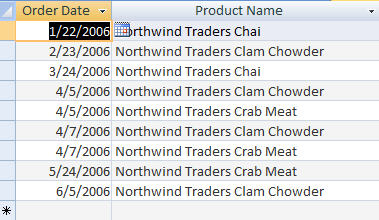 Order Date Product Name
1/22/2006 Northwind Traders Chai
2/23/2006 Northwind Traders Clam Chowder
3/24/2006 Northwind Traders Chai
4/5/2006 Northwind Traders Clam Chowder
4/5/2006 Northwind Traders Crab Meat
4/7/2006 Northwind Traders Clam Chowder
4/7/2006 Northwind Traders Crab Meat
5/24/2006 Northwind Traders Crab Meat
6/5/2006 Northwind Traders Clam Chowder